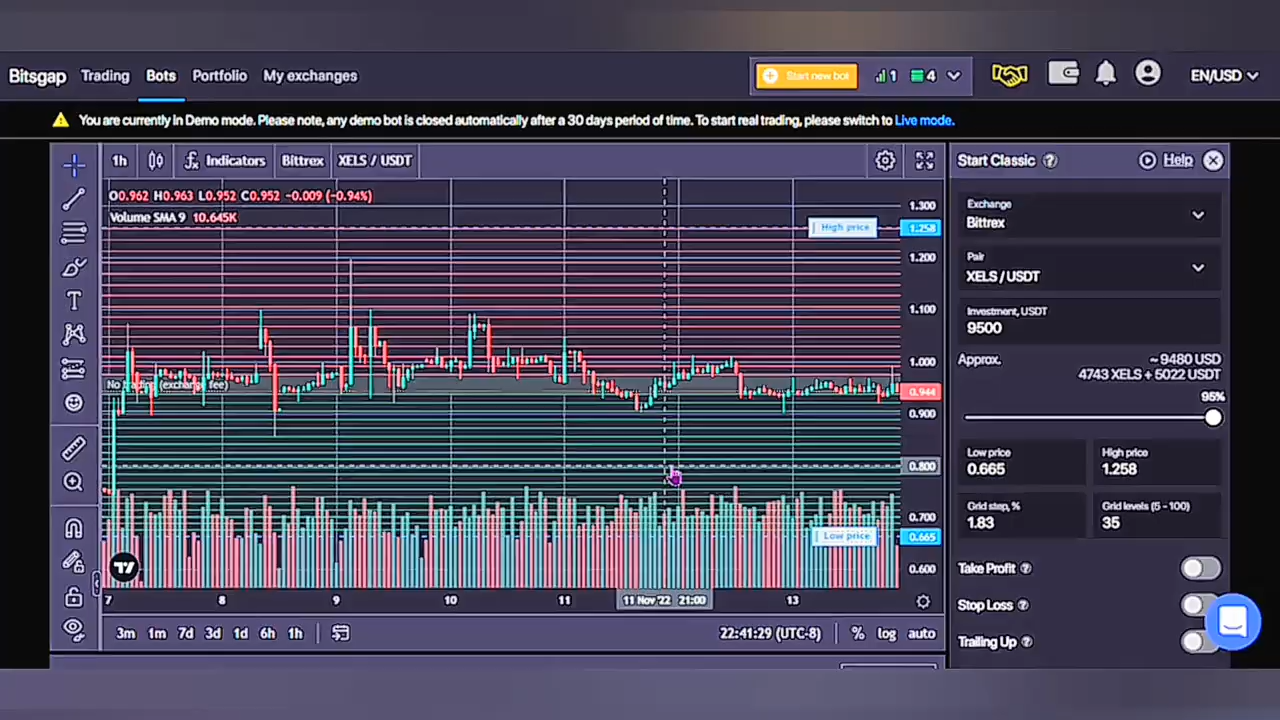 Bitsgap Trading Bots Portfolio My exchanges Start new bot 1 4 EN/USD
You are currently in Demo mode. Please note, any demo bot is closed automatically after a 30 days period of time. To start real trading, please switch to Live mode.
1h Indicators Bittrex XELS / USDT
Start Classic Help
O0.962 H0.963 L0.952 C0.952 −0.009 (−0.94%)
Volume SMA 9 10.645K
High price
No trading (exchange fee)
Low price
1.300
1.258
1.200
1.100
1.000
0.944
0.900
0.800
0.700
0.665
0.600
7 8 9 10 11 11 Nov '22 21:00 13
3m 1m 7d 3d 1d 6h 1h 22:41:29 (UTC-8) % log auto
Exchange
Bittrex
Pair
XELS / USDT
Investment, USDT
9500
Approx. ~ 9480 USD
4743 XELS + 5022 USDT
95%
Low price High price
0.665 1.258
Grid step, % Grid levels (5 - 100)
1.83 35
Take Profit
Stop Loss
Trailing Up